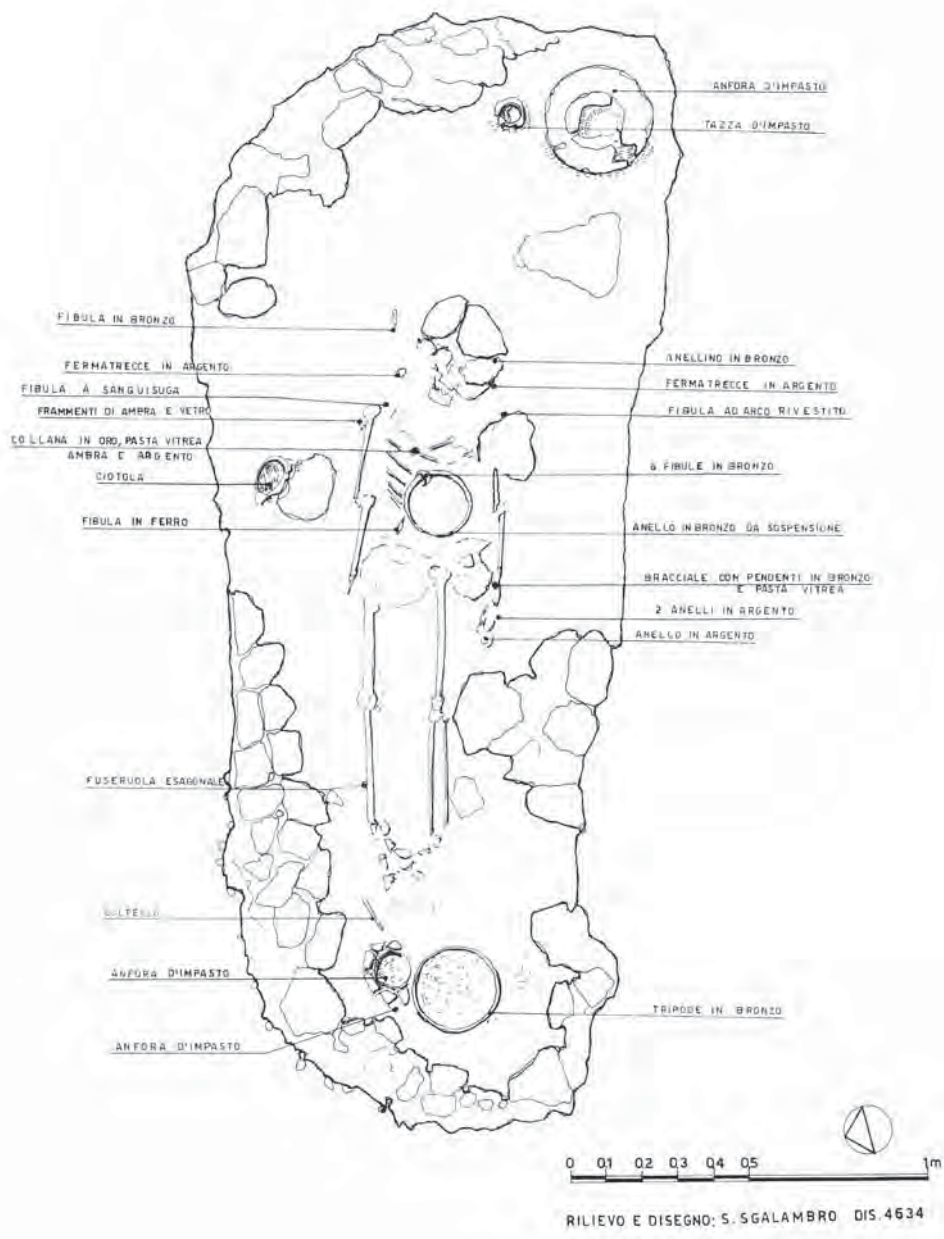 ANFORA D'IMPASTO
TAZZA D'IMPASTO
FIBULA IN BRONZO
FERMATRECCE IN ARGENTO
FIBULA A SANGUISUGA
FRAMMENTI DI AMBRA E VETRO
COLLANA IN ORO, PASTA VITREA
AMBRA E ARGENTO
CIOTOLA
FIBULA IN FERRO
ANELLINO IN BRONZO
FERMATRECCE IN ARGENTO
FIBULA AD ARCO RIVESTITO
6 FIBULE IN BRONZO
ANELLO IN BRONZO DA SOSPENSIONE
BRACCIALE CON PENDENTI IN BRONZO
E PASTA VITREA
2 ANELLI IN ARGENTO
ANELLO IN ARGENTO
FUSERUOLA ESAGONALE
COLTELLO
ANFORA D'IMPASTO
ANFORA D'IMPASTO
TRIPODE IN BRONZO
0 0.1 0.2 0.3 0.4 0.5 1m
RILIEVO E DISEGNO: S. SGALAMBRO DIS. 4634